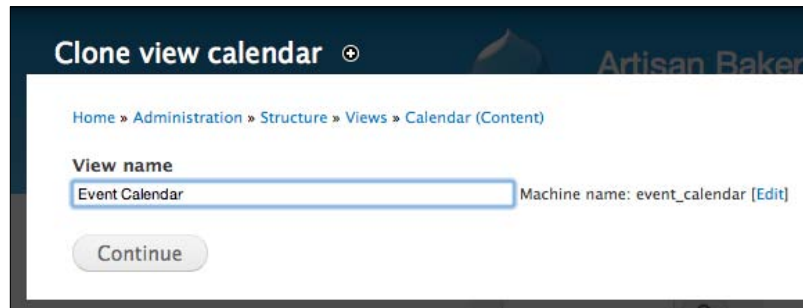 Clone view calendar
Artisan Baker
Home » Administration » Structure » Views » Calendar (Content)
View name
Event Calendar Machine name: event_calendar [Edit]
Continue